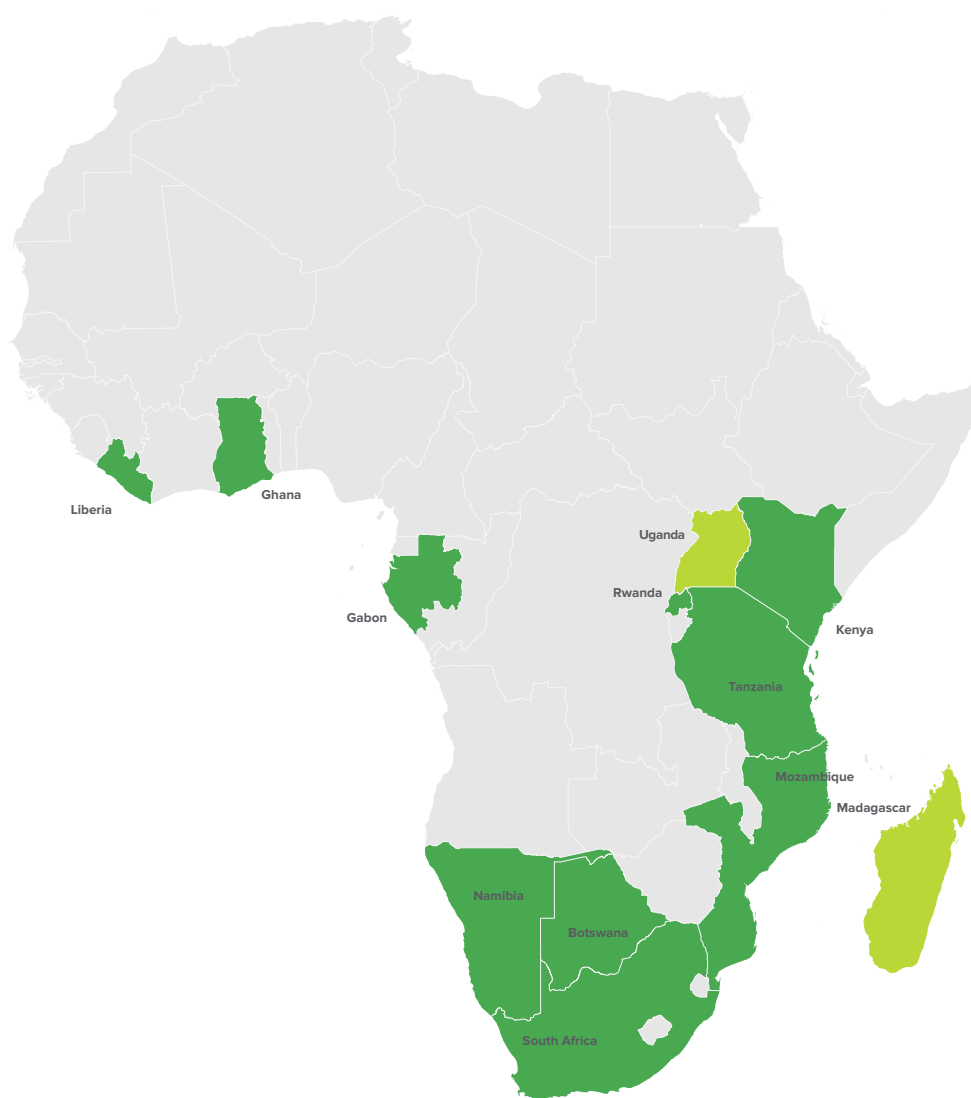 Ghana
Liberia
Uganda
Rwanda
Gabon
Kenya
Tanzania
Mozambique
Madagascar
Namibia
Botswana
South Africa